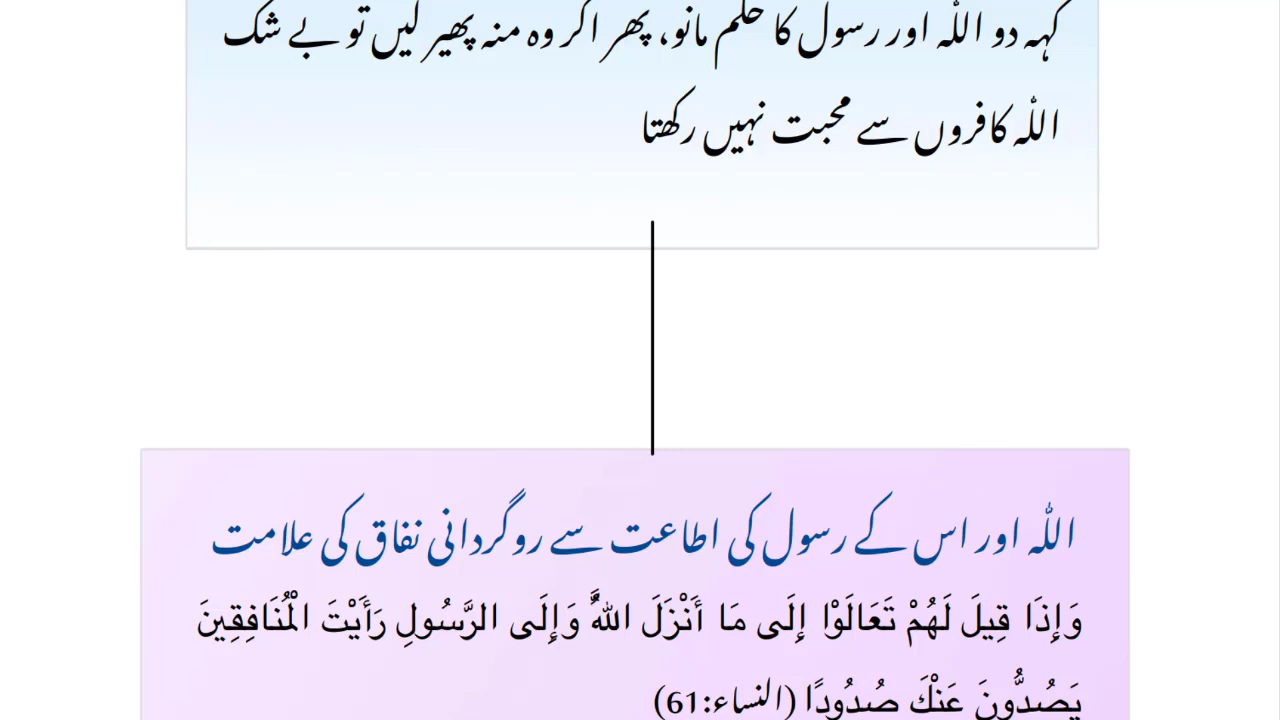 کہہ دو اللہ اور رسول کا حکم مانو، پھر اگر وہ منہ پھیر لیں تو بے شک
اللہ کافروں سے محبت نہیں رکھتا
اللہ اور اس کے رسول کی اطاعت سے روگردانی نفاق کی علامت
وَإِذَا قِيلَ لَهُمْ تَعَالَوْا إِلَى مَا أَنْزَلَ اللهُ وَإِلَى الرَّسُولِ رَأَيْتَ الْمُنَافِقِينَ
يَصُدُّونَ عَنْكَ صُدُودًا (النساء:61)